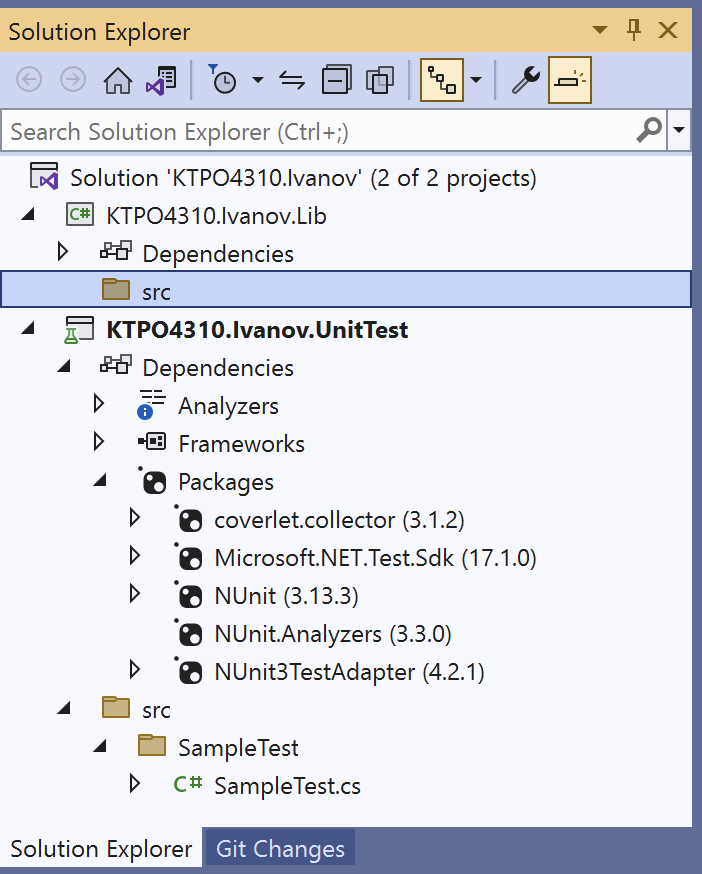 Solution Explorer
Search Solution Explorer (Ctrl+;)
Solution 'KTPO4310.Ivanov' (2 of 2 projects)
C# KTPO4310.Ivanov.Lib
Dependencies
src
KTPO4310.Ivanov.UnitTest
Dependencies
Analyzers
Frameworks
Packages
coverlet.collector (3.1.2)
Microsoft.NET.Test.Sdk (17.1.0)
NUnit (3.13.3)
NUnit.Analyzers (3.3.0)
NUnit3TestAdapter (4.2.1)
src
SampleTest
C# SampleTest.cs
Solution Explorer Git Changes